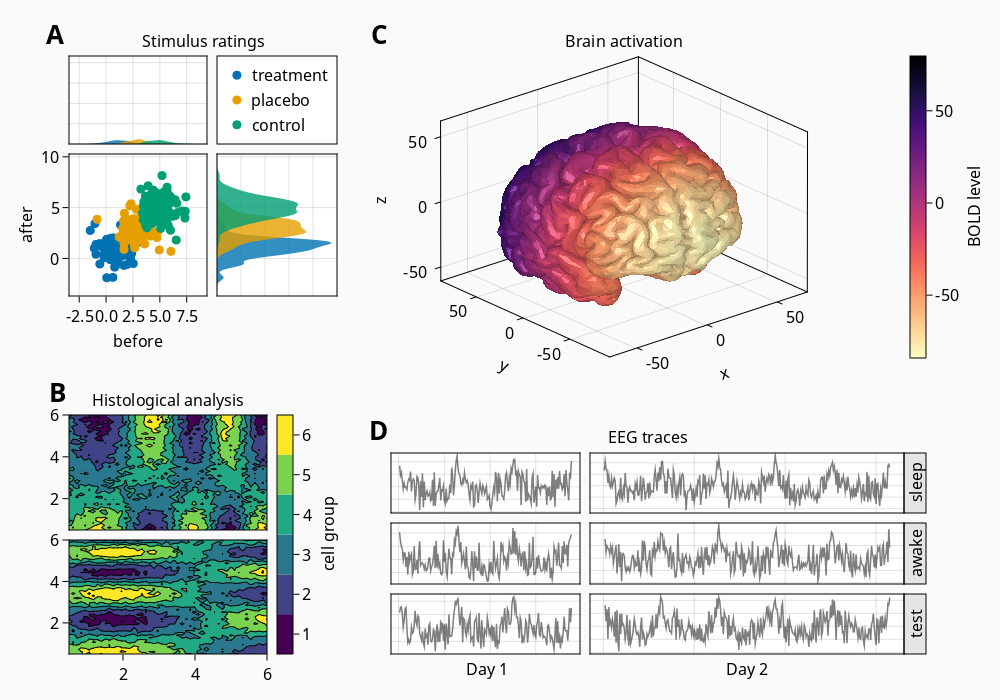 A
Stimulus ratings
treatment
placebo
control
10
5
0
after
-2.5 0.0 2.5 5.0 7.5
before
C
Brain activation
50
0
-50
z
50
0
-50
y
-50
0
50
x
50
0
-50
BOLD level
B
Histological analysis
6
4
2
6
4
2
2 4 6
6
5
4
3
2
1
cell group
D
EEG traces
sleep
awake
test
Day 1
Day 2